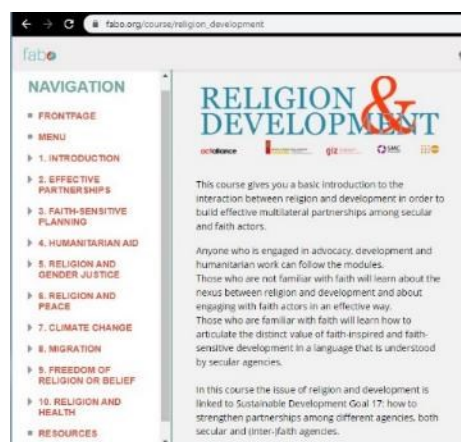 fabo.org/course/religion_development
fabo
NAVIGATION
FRONTPAGE
MENU
1. INTRODUCTION
2. EFFECTIVE
PARTNERSHIPS
3. FAITH-SENSITIVE
PLANNING
4. HUMANITARIAN AID
5. RELIGION AND
GENDER JUSTICE
6. RELIGION AND
PEACE
7. CLIMATE CHANGE
8. MIGRATION
9. FREEDOM OF
RELIGION OR BELIEF
10. RELIGION AND
HEALTH
RESOURCES
RELIGION &
DEVELOPMENT
actalliance
giz
SMC
This course gives you a basic introduction to the
interaction between religion and development in order to
build effective multilateral partnerships among secular
and faith actors.
Anyone who is engaged in advocacy, development and
humanitarian work can follow the modules.
Those who are not familiar with faith will learn about the
nexus between religion and development and about
engaging with faith actors in an effective way.
Those who are familiar with faith will learn how to
articulate the distinct value of faith-inspired and faith-
sensitive development in a language that is understood
by secular agencies.
In this course the issue of religion and development is
linked to Sustainable Development Goal 17: how to
strengthen partnerships among different agencies, both
secular and (inter-)faith agencies.